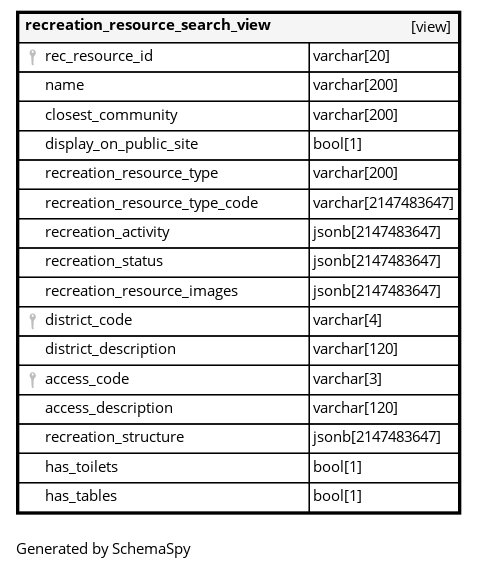 recreation_resource_search_view [view]
rec_resource_id varchar[20]
name varchar[200]
closest_community varchar[200]
display_on_public_site bool[1]
recreation_resource_type varchar[200]
recreation_resource_type_code varchar[2147483647]
recreation_activity jsonb[2147483647]
recreation_status jsonb[2147483647]
recreation_resource_images jsonb[2147483647]
district_code varchar[4]
district_description varchar[120]
access_code varchar[3]
access_description varchar[120]
recreation_structure jsonb[2147483647]
has_toilets bool[1]
has_tables bool[1]
Generated by SchemaSpy